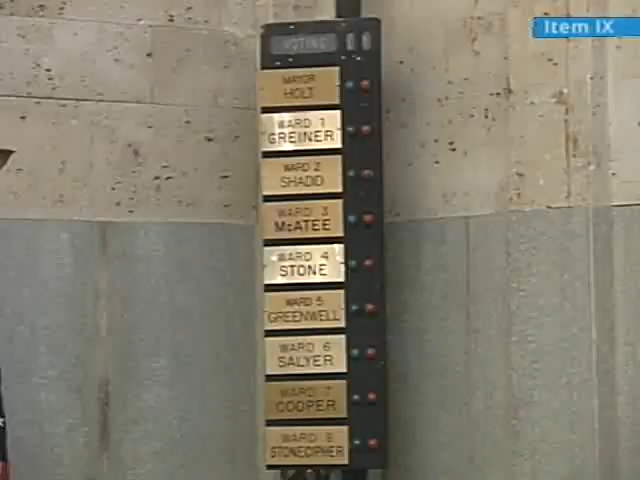 Item IX
VOTING
MAYOR
HOLT
WARD 1
GREINER
WARD 2
SHADID
WARD 3
McATEE
WARD 4
STONE
WARD 5
GREENWELL
WARD 6
SALYER
WARD 7
COOPER
WARD 8
STONECIPHER